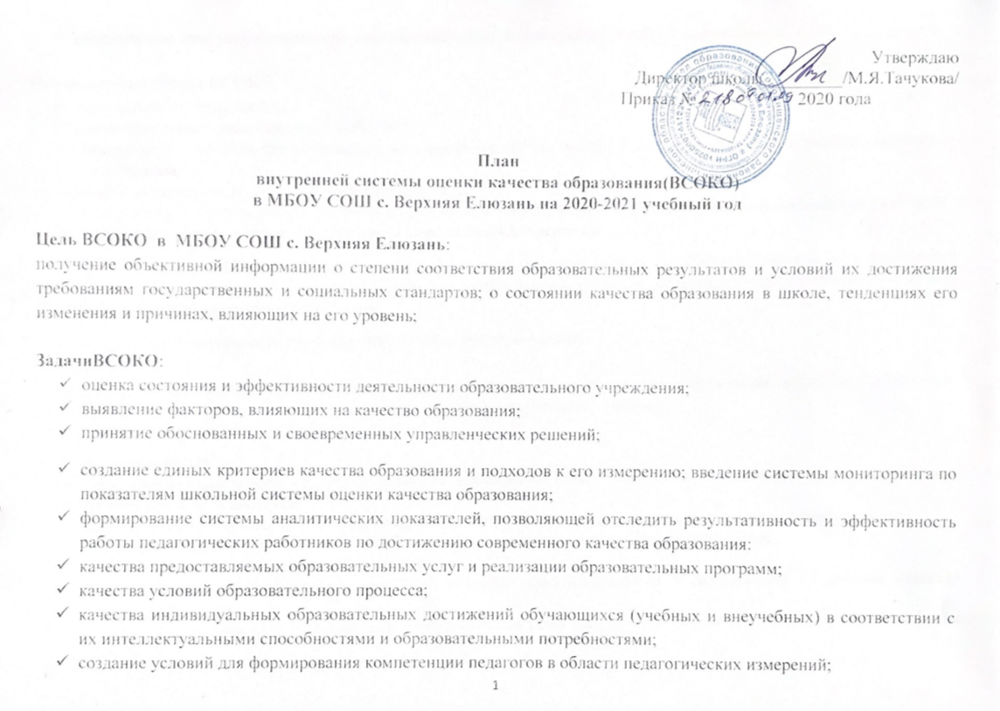 Утверждаю
Директор школы /М.Я.Тачукова/
Приказ № 2020 года
План
внутренней системы оценки качества образования(ВСОКО)
в МБОУ СОШ с. Верхняя Елюзань на 2020-2021 учебный год
Цель ВСОКО в МБОУ СОШ с. Верхняя Елюзань:
получение объективной информации о степени соответствия образовательных результатов и условий их достижения
требованиям государственных и социальных стандартов; о состоянии качества образования в школе, тенденциях его
изменения и причинах, влияющих на его уровень;
ЗадачиВСОКО:
✓ оценка состояния и эффективности деятельности образовательного учреждения;
✓ выявление факторов, влияющих на качество образования;
✓ принятие обоснованных и своевременных управленческих решений;
✓ создание единых критериев качества образования и подходов к его измерению; введение системы мониторинга по
показателям школьной системы оценки качества образования;
✓ формирование системы аналитических показателей, позволяющей отследить результативность и эффективность
работы педагогических работников по достижению современного качества образования:
✓ качества предоставляемых образовательных услуг и реализации образовательных программ;
✓ качества условий образовательного процесса;
✓ качества индивидуальных образовательных достижений обучающихся (учебных и внеучебных) в соответствии с
их интеллектуальными способностями и образовательными потребностями;
✓ создание условий для формирования компетенции педагогов в области педагогических измерений;
1